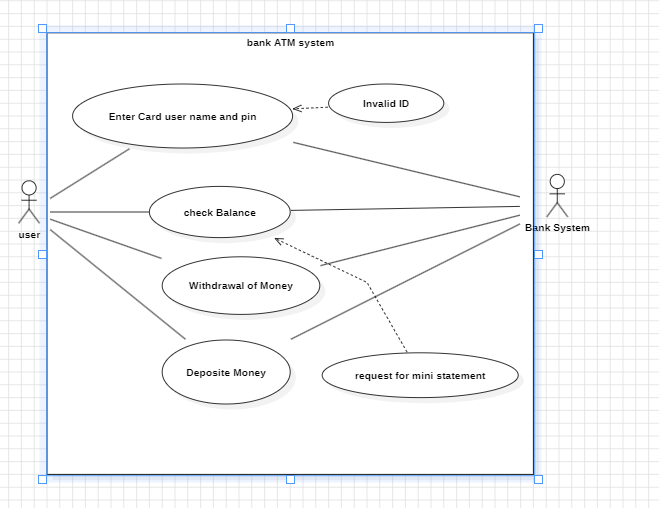 bank ATM system
Enter Card user name and pin
Invalid ID
user
check Balance
Bank System
Withdrawal of Money
Deposite Money
request for mini statement